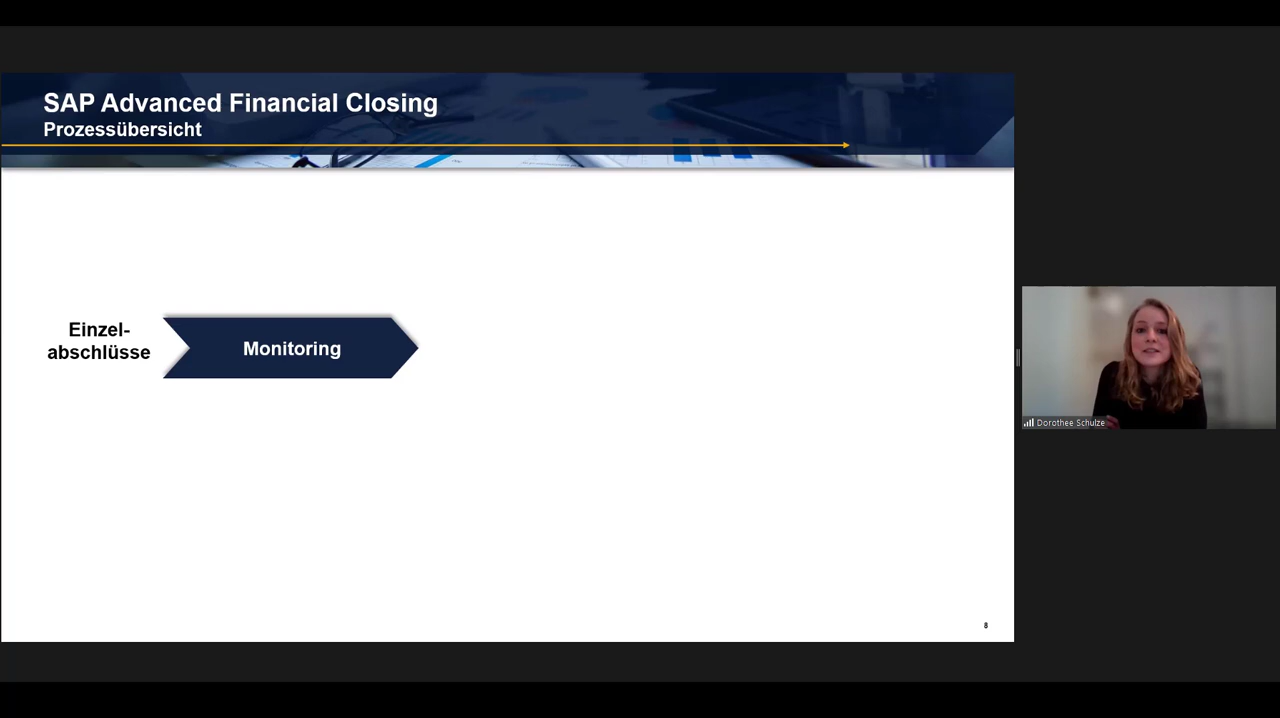 SAP Advanced Financial Closing
Prozessübersicht
Einzel-
abschlüsse
Monitoring
Dorothee Schulze
8